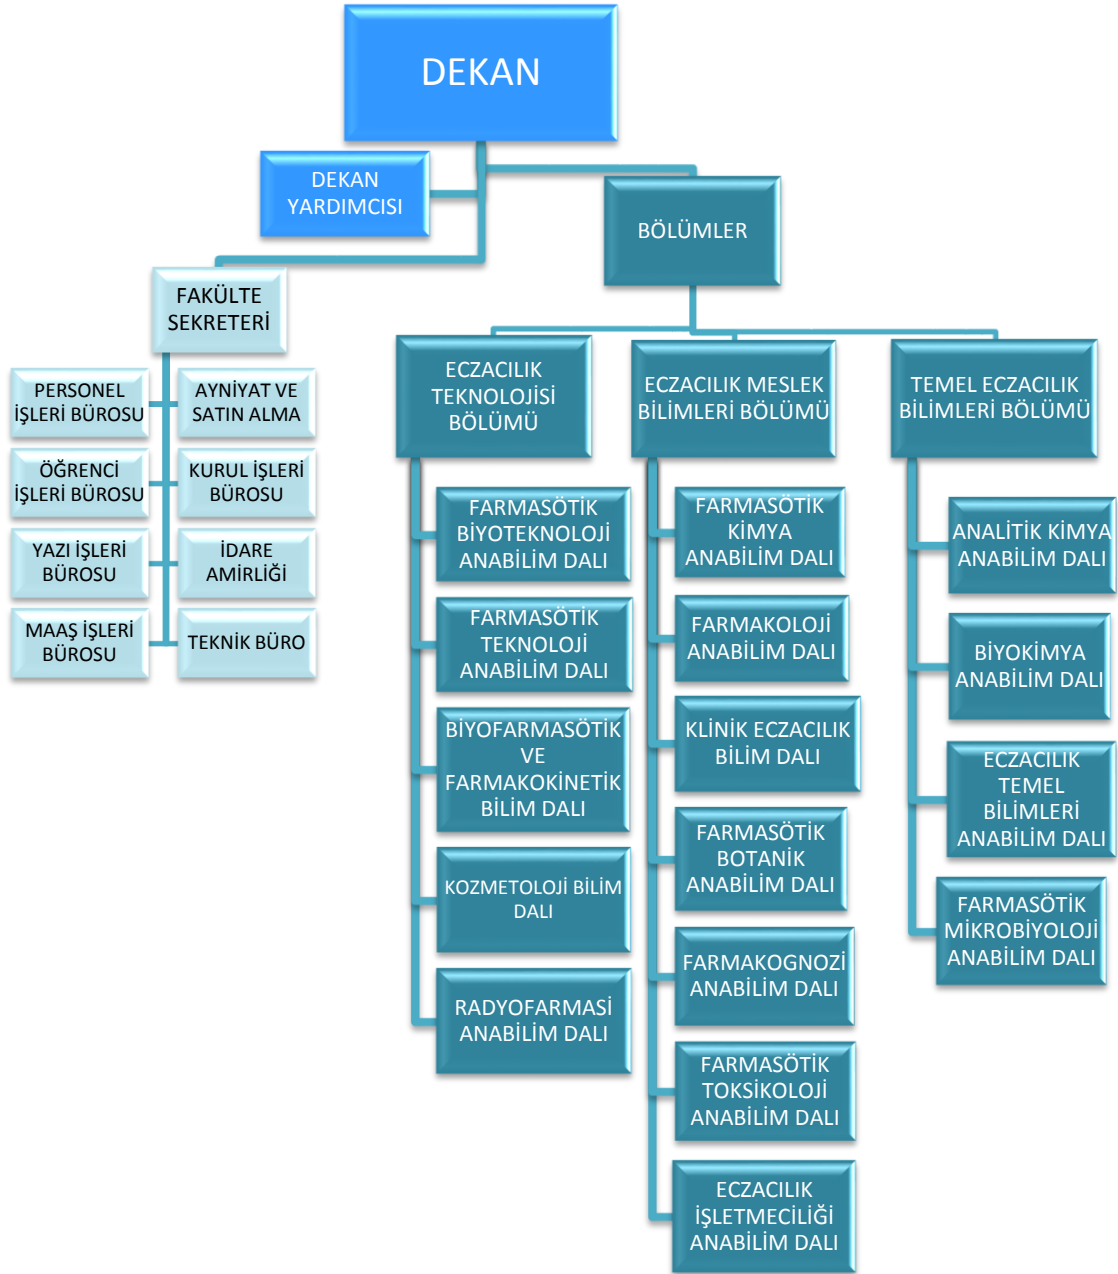 DEKAN
DEKAN
YARDIMCISI
BÖLÜMLER
FAKÜLTE
SEKRETERİ
PERSONEL
İŞLERİ BÜROSU
AYNİYAT VE
SATIN ALMA
ÖĞRENCİ
İŞLERİ BÜROSU
KURUL İŞLERİ
BÜROSU
YAZI İŞLERİ
BÜROSU
İDARE
AMİRLİĞİ
MAAŞ İŞLERİ
BÜROSU
TEKNİK BÜRO
ECZACILIK
TEKNOLOJİSİ
BÖLÜMÜ
FARMASÖTİK
BİYOTEKNOLOJİ
ANABİLİM DALI
FARMASÖTİK
TEKNOLOJİ
ANABİLİM DALI
BİYOFARMASÖTİK
VE
FARMAKOKİNETİK
BİLİM DALI
KOZMETOLOJİ BİLİM
DALI
RADYOFARMASİ
ANABİLİM DALI
ECZACILIK MESLEK
BİLİMLERİ BÖLÜMÜ
FARMASÖTİK
KİMYA
ANABİLİM DALI
FARMAKOLOJİ
ANABİLİM DALI
KLİNİK ECZACILIK
BİLİM DALI
FARMASÖTİK
BOTANİK
ANABİLİM DALI
FARMAKOGNOZİ
ANABİLİM DALI
FARMASÖTİK
TOKSİKOLOJİ
ANABİLİM DALI
ECZACILIK
İŞLETMECİLİĞİ
ANABİLİM DALI
TEMEL ECZACILIK
BİLİMLERİ BÖLÜMÜ
ANALİTİK KİMYA
ANABİLİM DALI
BİYOKİMYA
ANABİLİM DALI
ECZACILIK
TEMEL
BİLİMLERİ
ANABİLİM DALI
FARMASÖTİK
MİKROBİYOLOJİ
ANABİLİM DALI